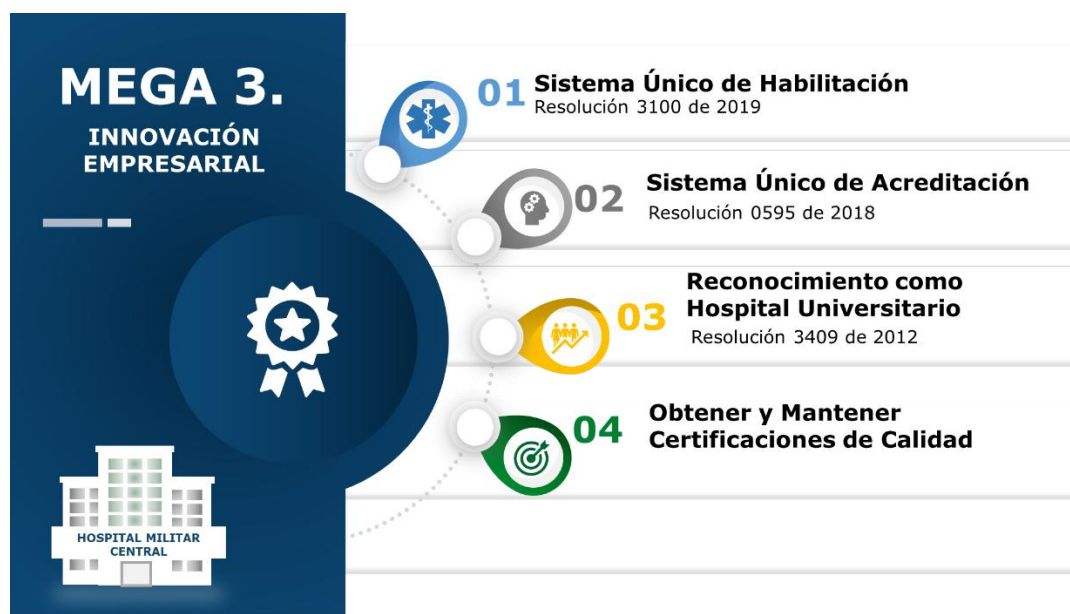 MEGA 3.
INNOVACIÓN
EMPRESARIAL
01
Sistema Único de Habilitación
Resolución 3100 de 2019
02
Sistema Único de Acreditación
Resolución 0595 de 2018
03
Reconocimiento como
Hospital Universitario
Resolución 3409 de 2012
04
Obtener y Mantener
Certificaciones de Calidad
HOSPITAL MILITAR
CENTRAL